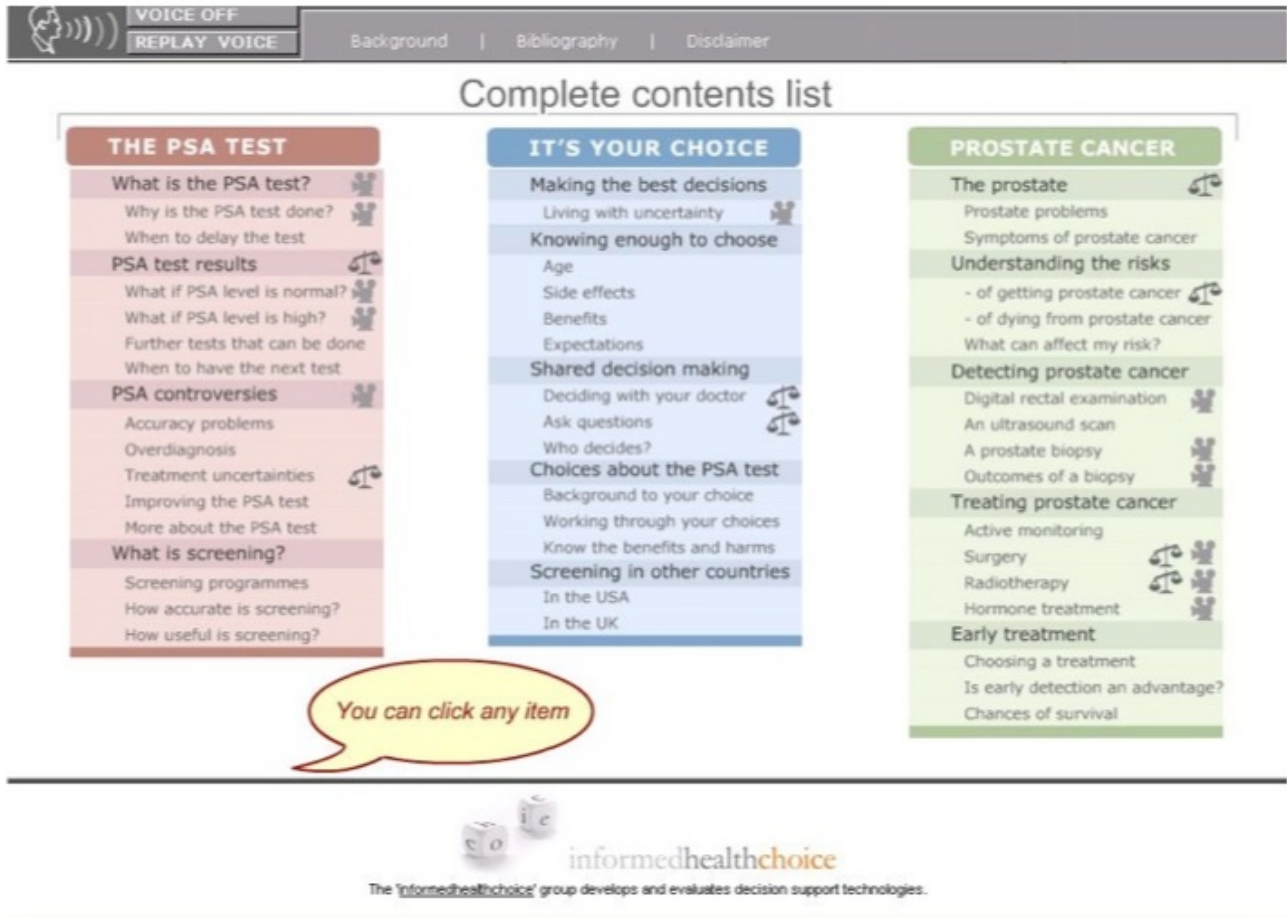 VOICE OFF
REPLAY VOICE
Background | Bibliography | Disclaimer
Complete contents list
THE PSA TEST
What is the PSA test?
Why is the PSA test done?
When to delay the test
PSA test results
What if PSA level is normal?
What if PSA level is high?
Further tests that can be done
When to have the next test
PSA controversies
Accuracy problems
Overdiagnosis
Treatment uncertainties
Improving the PSA test
More about the PSA test
What is screening?
Screening programmes
How accurate is screening?
How useful is screening?
IT'S YOUR CHOICE
Making the best decisions
Living with uncertainty
Knowing enough to choose
Age
Side effects
Benefits
Expectations
Shared decision making
Deciding with your doctor
Ask questions
Who decides?
Choices about the PSA test
Background to your choice
Working through your choices
Know the benefits and harms
Screening in other countries
In the USA
In the UK
PROSTATE CANCER
The prostate
Prostate problems
Symptoms of prostate cancer
Understanding the risks
- of getting prostate cancer
- of dying from prostate cancer
What can affect my risk?
Detecting prostate cancer
Digital rectal examination
An ultrasound scan
A prostate biopsy
Outcomes of a biopsy
Treating prostate cancer
Active monitoring
Surgery
Radiotherapy
Hormone treatment
Early treatment
Choosing a treatment
Is early detection an advantage?
Chances of survival
You can click any item
informedhealthchoice
The 'informedhealthchoice' group develops and evaluates decision support technologies.